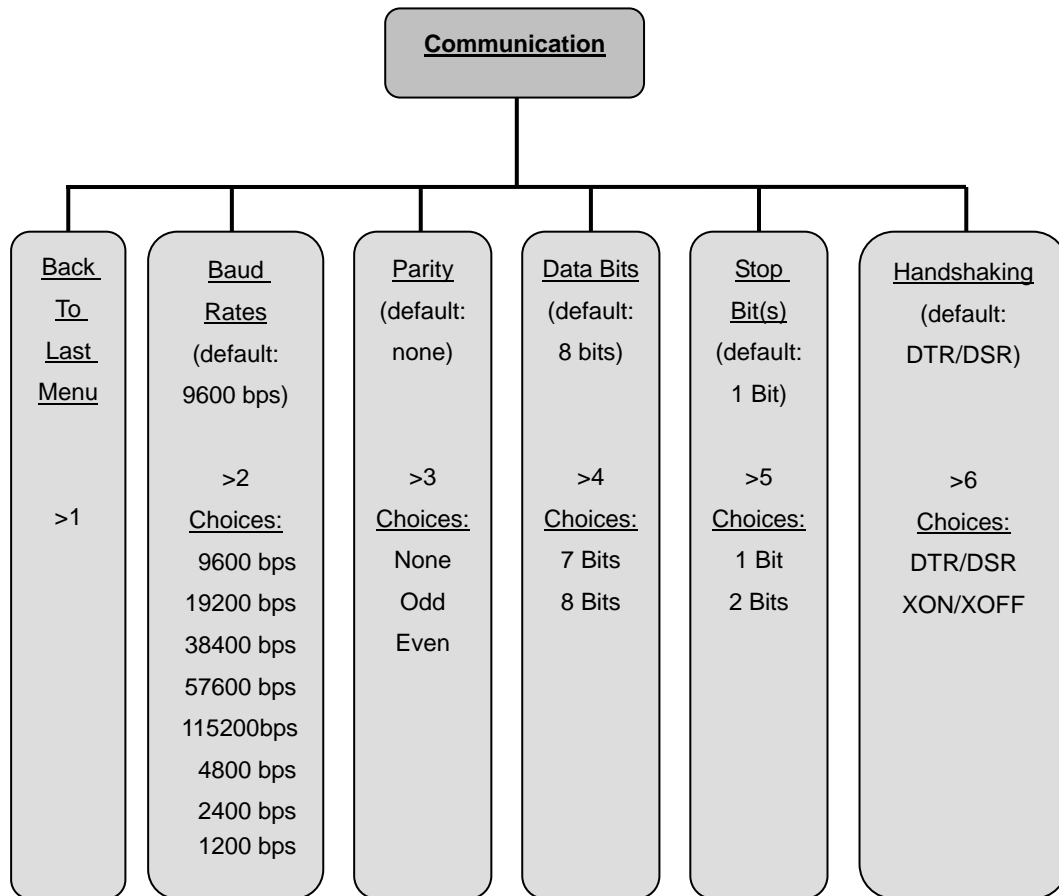 Communication
Back
To
Last
Menu
>1
Baud
Rates
(default:
9600 bps)
>2
Choices:
9600 bps
19200 bps
38400 bps
57600 bps
115200bps
4800 bps
2400 bps
1200 bps
Parity
(default:
none)
>3
Choices:
None
Odd
Even
Data Bits
(default:
8 bits)
>4
Choices:
7 Bits
8 Bits
Stop
Bit(s)
(default:
1 Bit)
>5
Choices:
1 Bit
2 Bits
Handshaking
(default:
DTR/DSR)
>6
Choices:
DTR/DSR
XON/XOFF